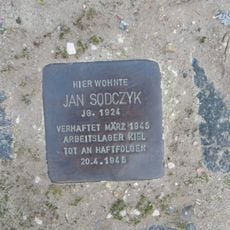 HIER WOHNTE
JAN SODCZYK
JG. 1924
VERHAFTET MÄRZ 1945
ARBEITSLAGER KIEL
TOT AN HAFTFOLGEN
20.4.1945